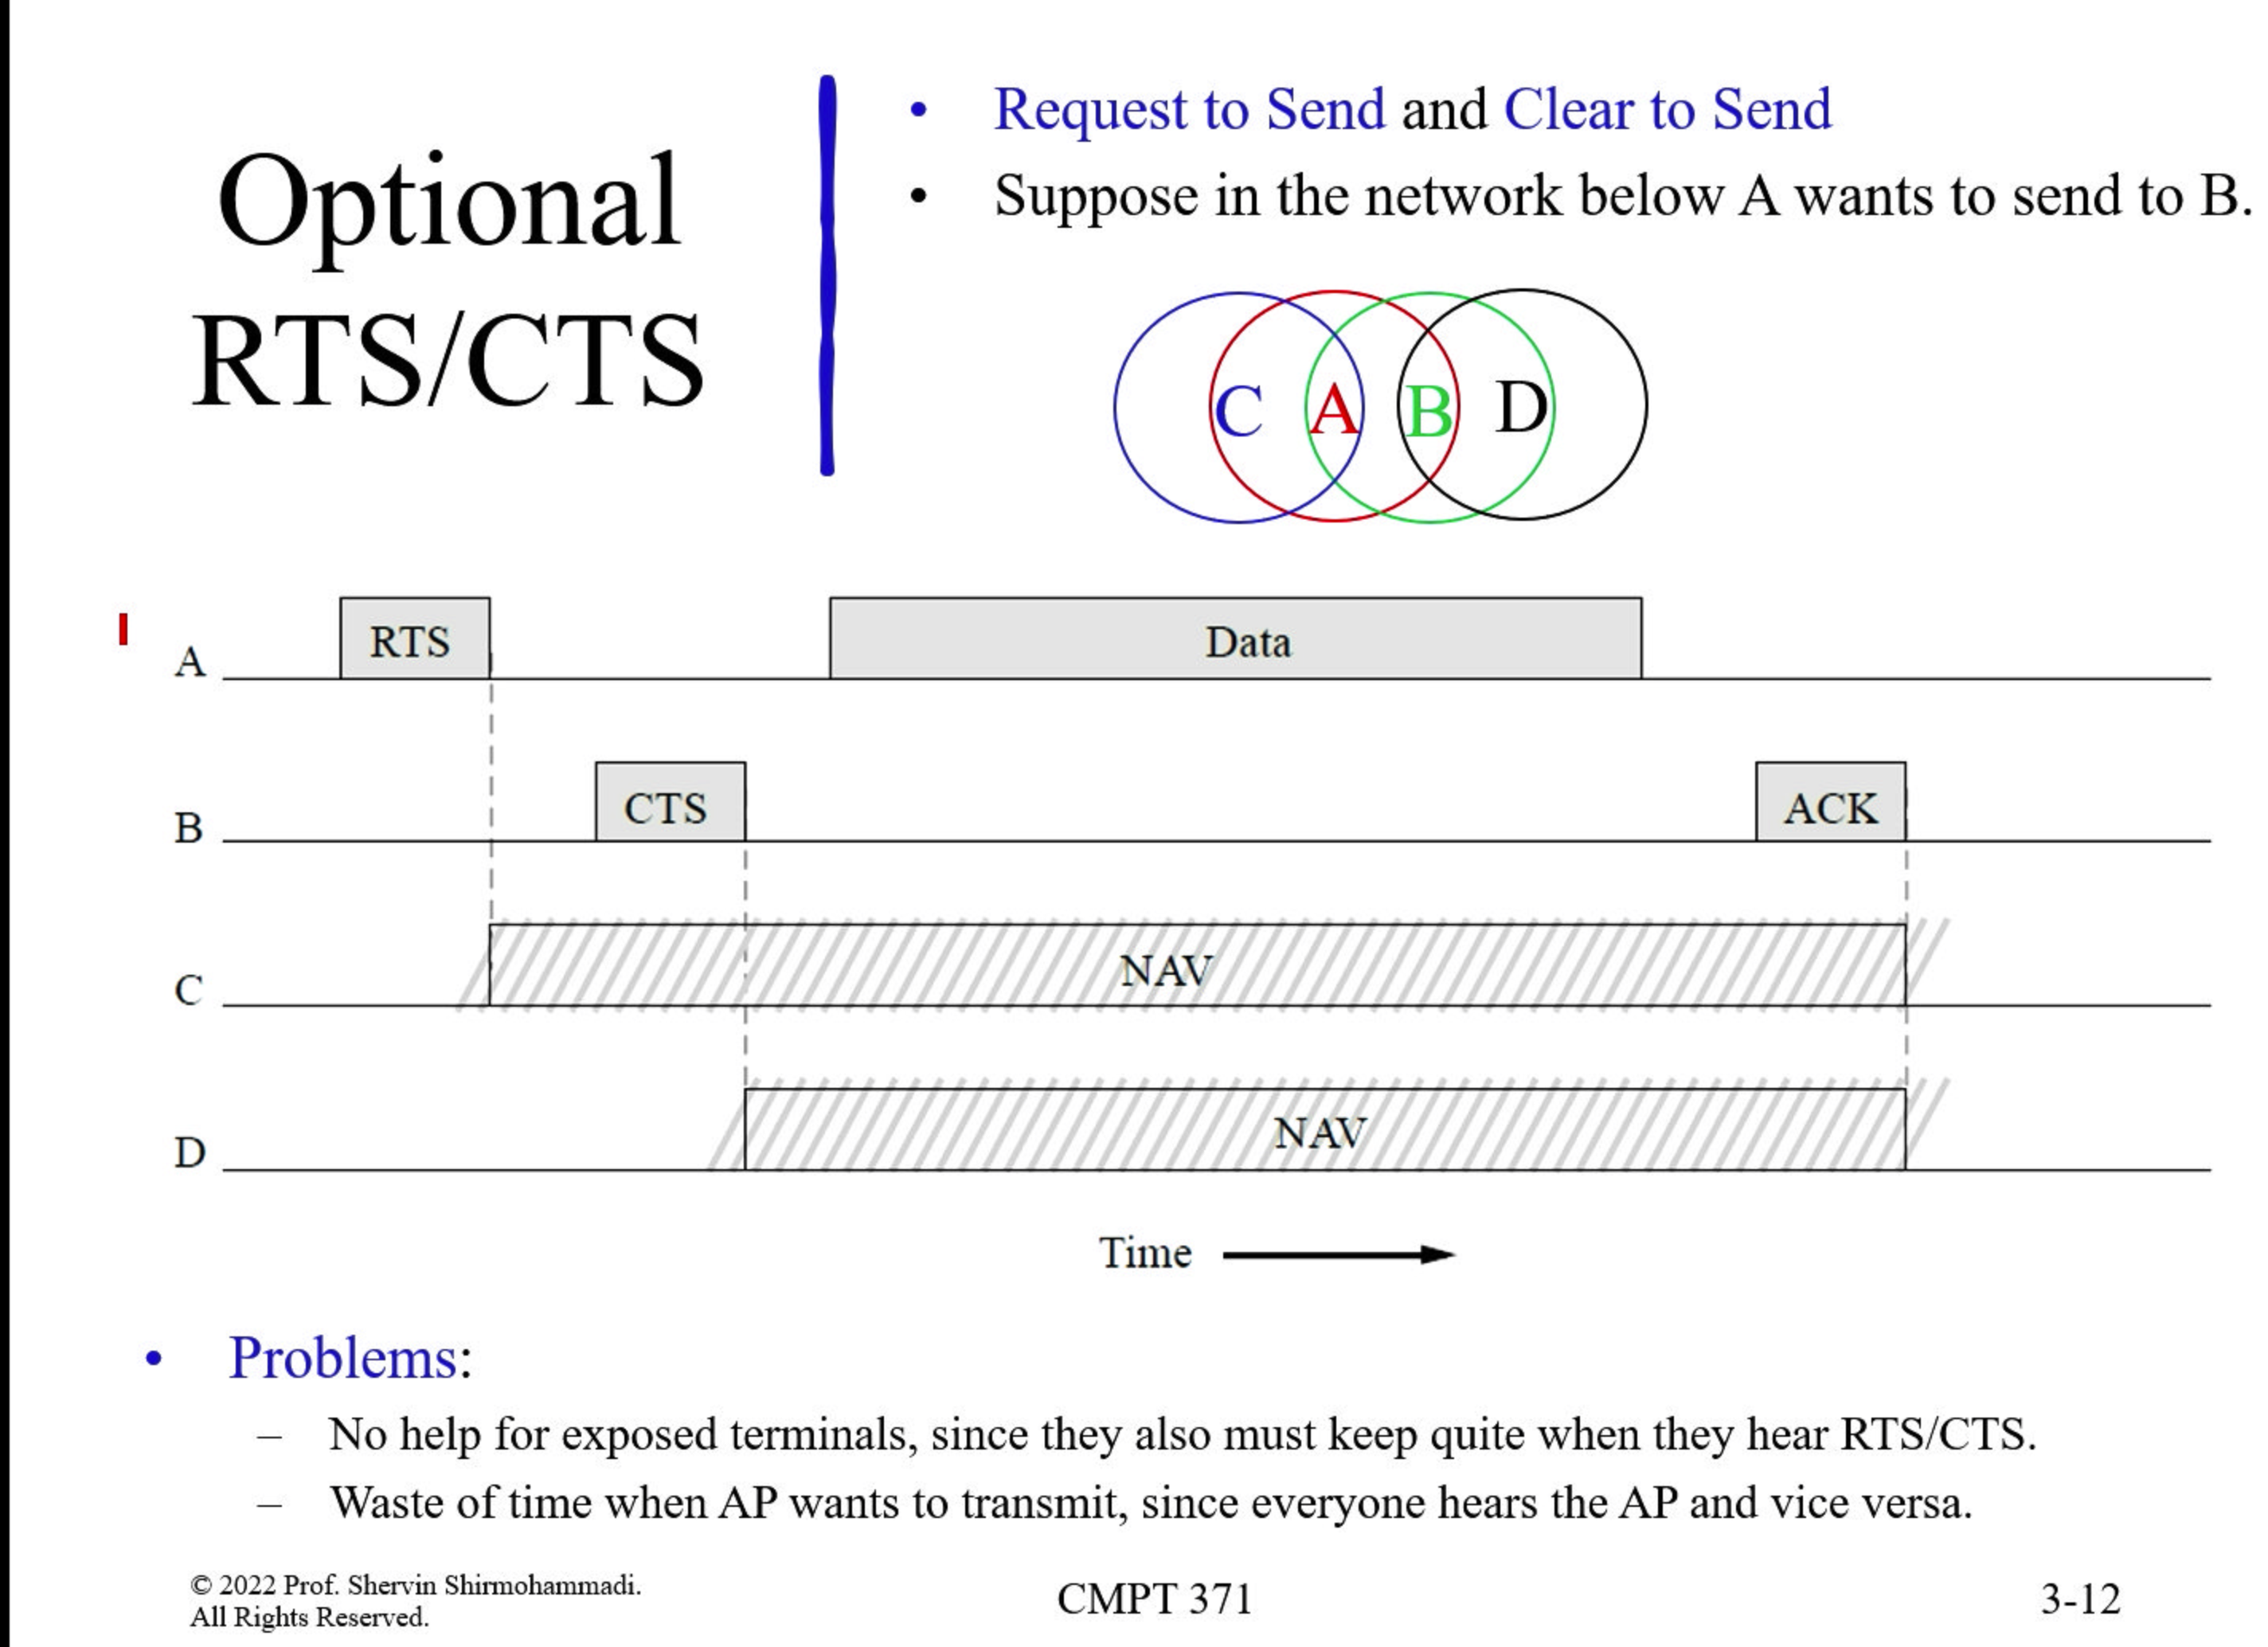 Optional
RTS/CTS
• Request to Send and Clear to Send
• Suppose in the network below A wants to send to B.
C A B D
A RTS Data
B CTS ACK
C NAV
D NAV
Time
• Problems:
– No help for exposed terminals, since they also must keep quite when they hear RTS/CTS.
– Waste of time when AP wants to transmit, since everyone hears the AP and vice versa.
© 2022 Prof. Shervin Shirmohammadi.
All Rights Reserved.
CMPT 371
3-12